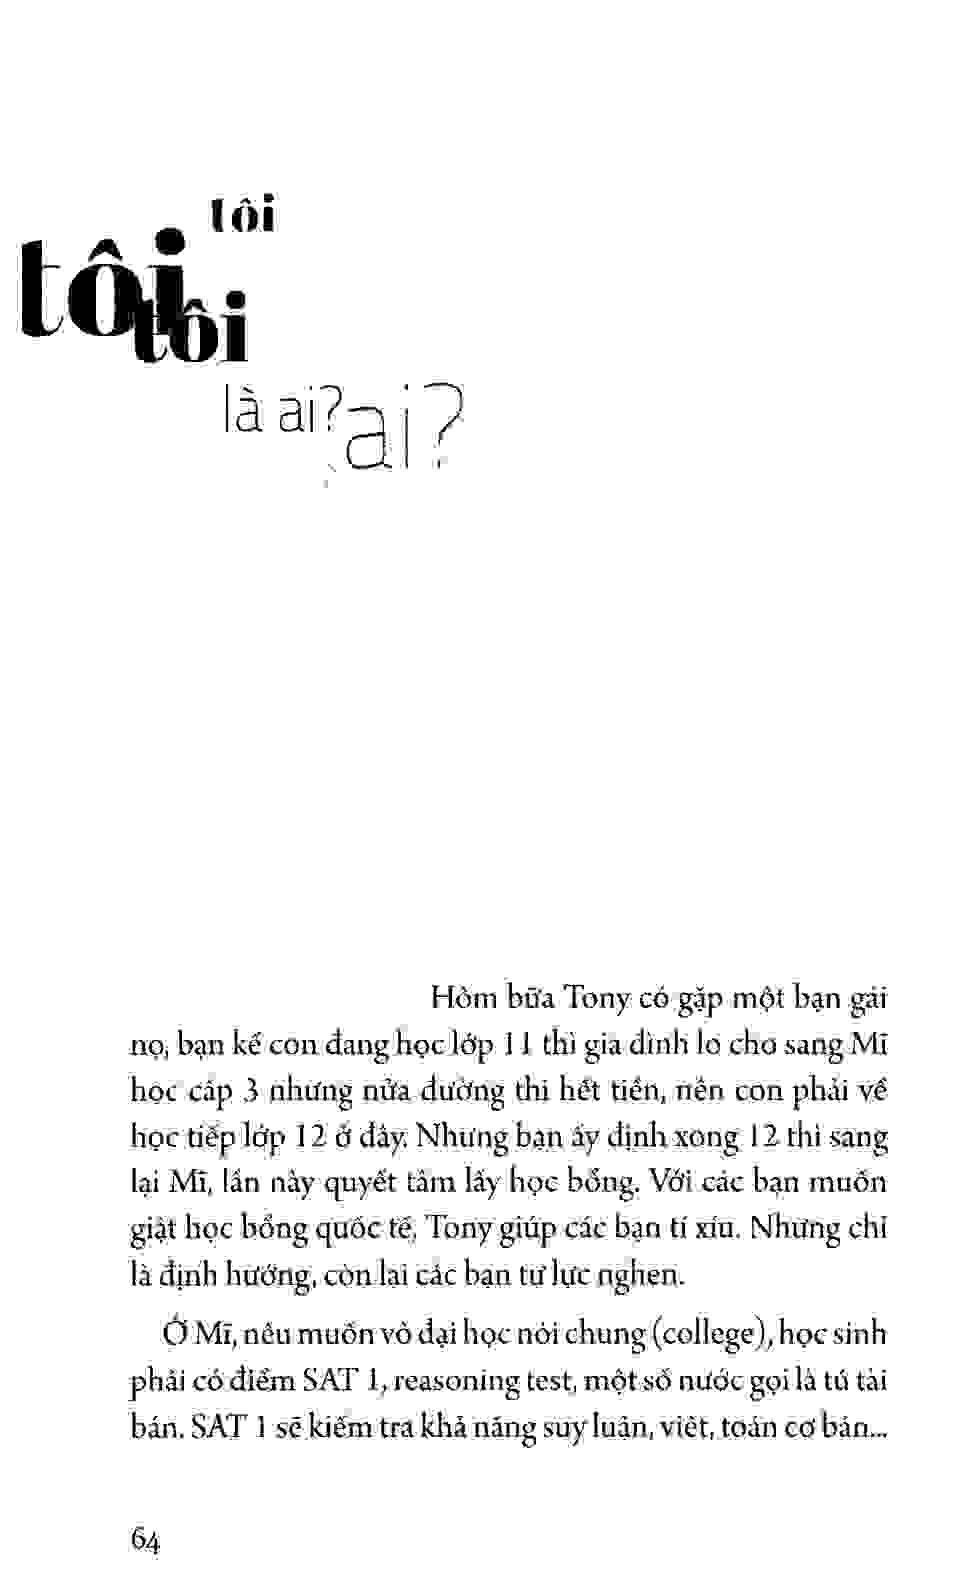 tôi
tôi
tôi
là ai?
ai?
Hôm bữa Tony có gặp một bạn gái
nọ, bạn kể con đang học lớp 11 thì gia đình lo cho sang Mĩ
học cấp 3 nhưng nửa đường thì hết tiền, nên con phải về
học tiếp lớp 12 ở đây. Nhưng bạn ấy định xong 12 thì sang
lại Mĩ, lần này quyết tâm lấy học bổng. Với các bạn muốn
giật học bổng quốc tế, Tony giúp các bạn tí xíu. Nhưng chỉ
là định hướng, còn lại các bạn tự lực nghen.
Ở Mĩ, nếu muốn vô đại học nói chung (college), học sinh
phải có điểm SAT 1, reasoning test, một số nước gọi là tú tài
bán. SAT 1 sẽ kiểm tra khả năng suy luận, viết, toán cơ bản...
64